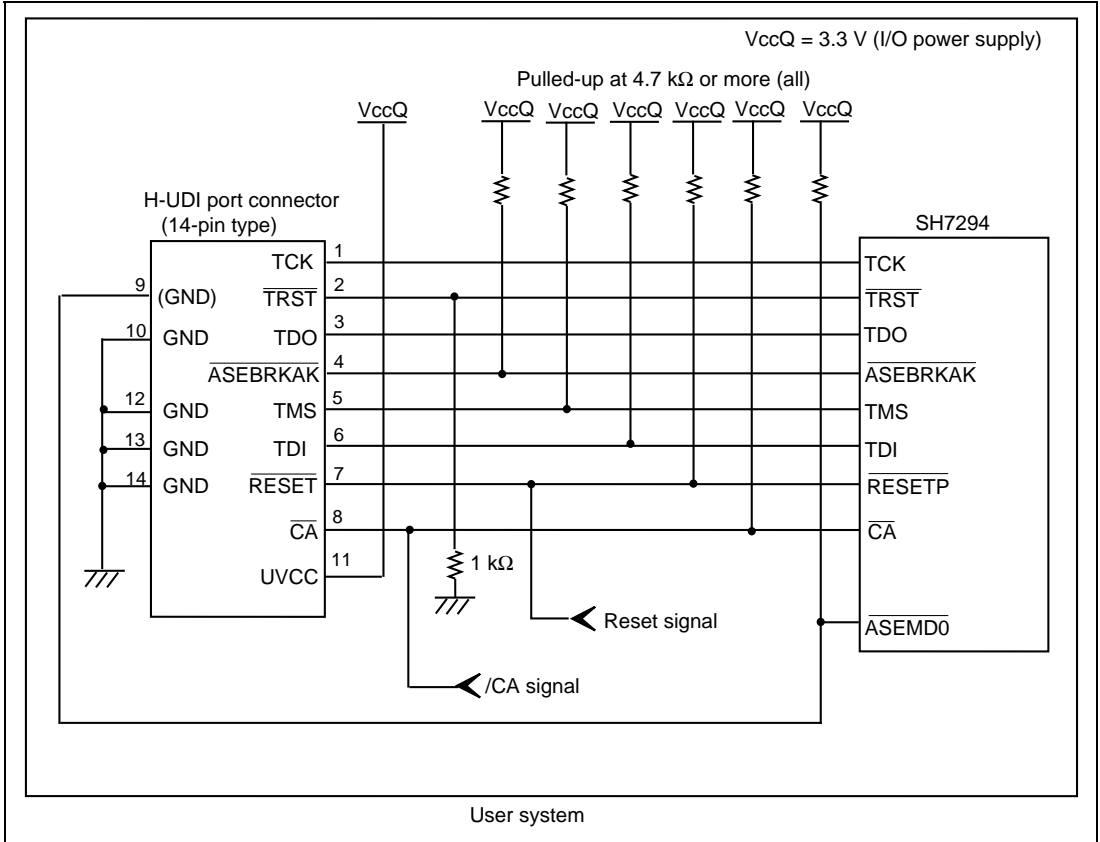 VccQ = 3.3 V (I/O power supply)
Pulled-up at 4.7 kΩ or more (all)
VccQ
VccQ
VccQ
VccQ
VccQ
VccQ
VccQ
H-UDI port connector
(14-pin type)
SH7294
TCK
1
TCK
9
(GND)
TRST
2
TRST
10
GND
TDO
3
TDO
ASEBRKAK
4
ASEBRKAK
12
GND
TMS
5
TMS
13
GND
TDI
6
TDI
14
GND
RESET
7
RESETP
CA
8
CA
UVCC
11
1 kΩ
Reset signal
ASEMD0
/CA signal
User system